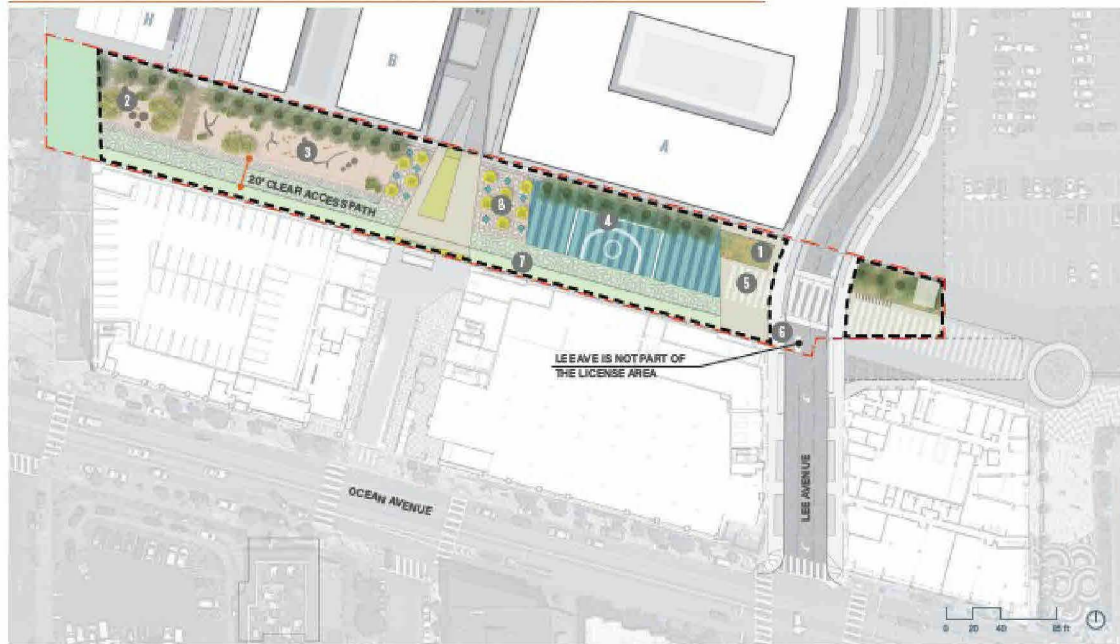 H
B
A
2
3
20' CLEAR ACCESS PATH
8
4
1
7
5
6
LEE AVE IS NOT PART OF
THE LICENSE AREA
OCEAN AVENUE
LEE AVENUE
0 20 40
ft